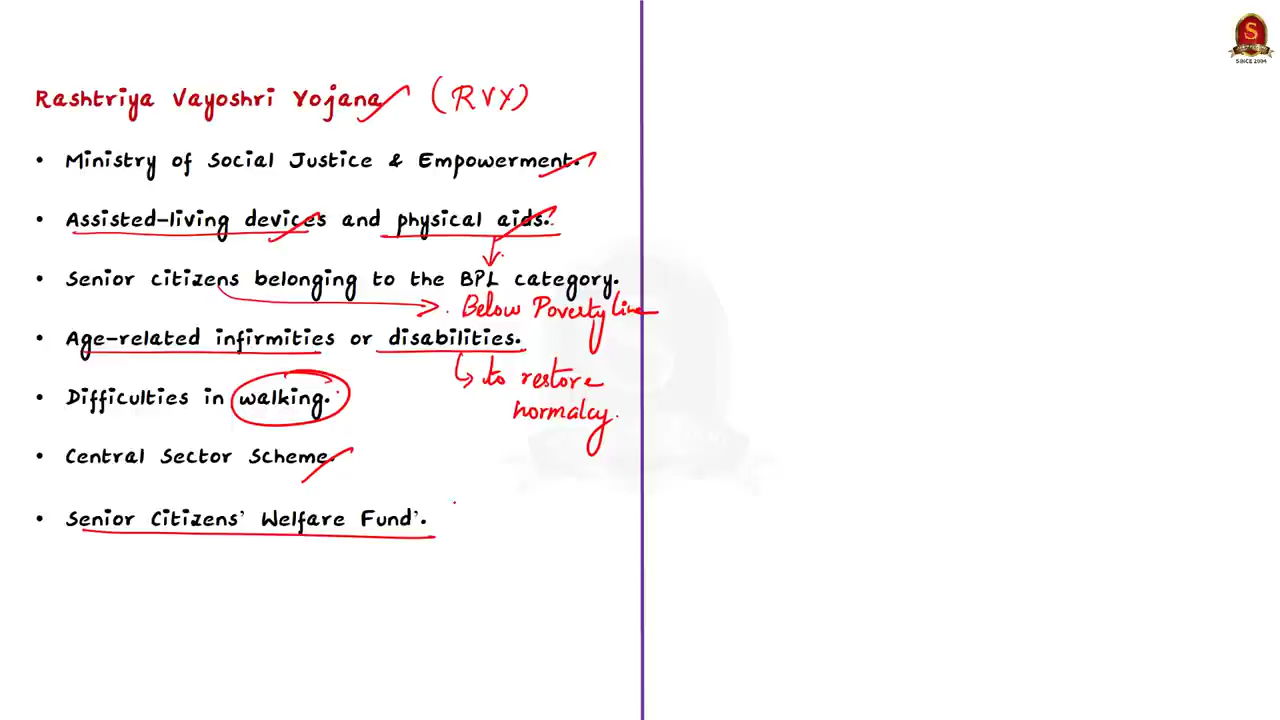 Rashtriya Vayoshri Yojana (RVY)
• Ministry of Social Justice & Empowerment.
• Assisted-living devices and physical aids.
• Senior citizens belonging to the BPL category.
Below Poverty line
• Age-related infirmities or disabilities.
to restore
normalcy.
• Difficulties in walking.
• Central Sector Scheme.
• Senior Citizens' Welfare Fund'.
S
SINCE 2004